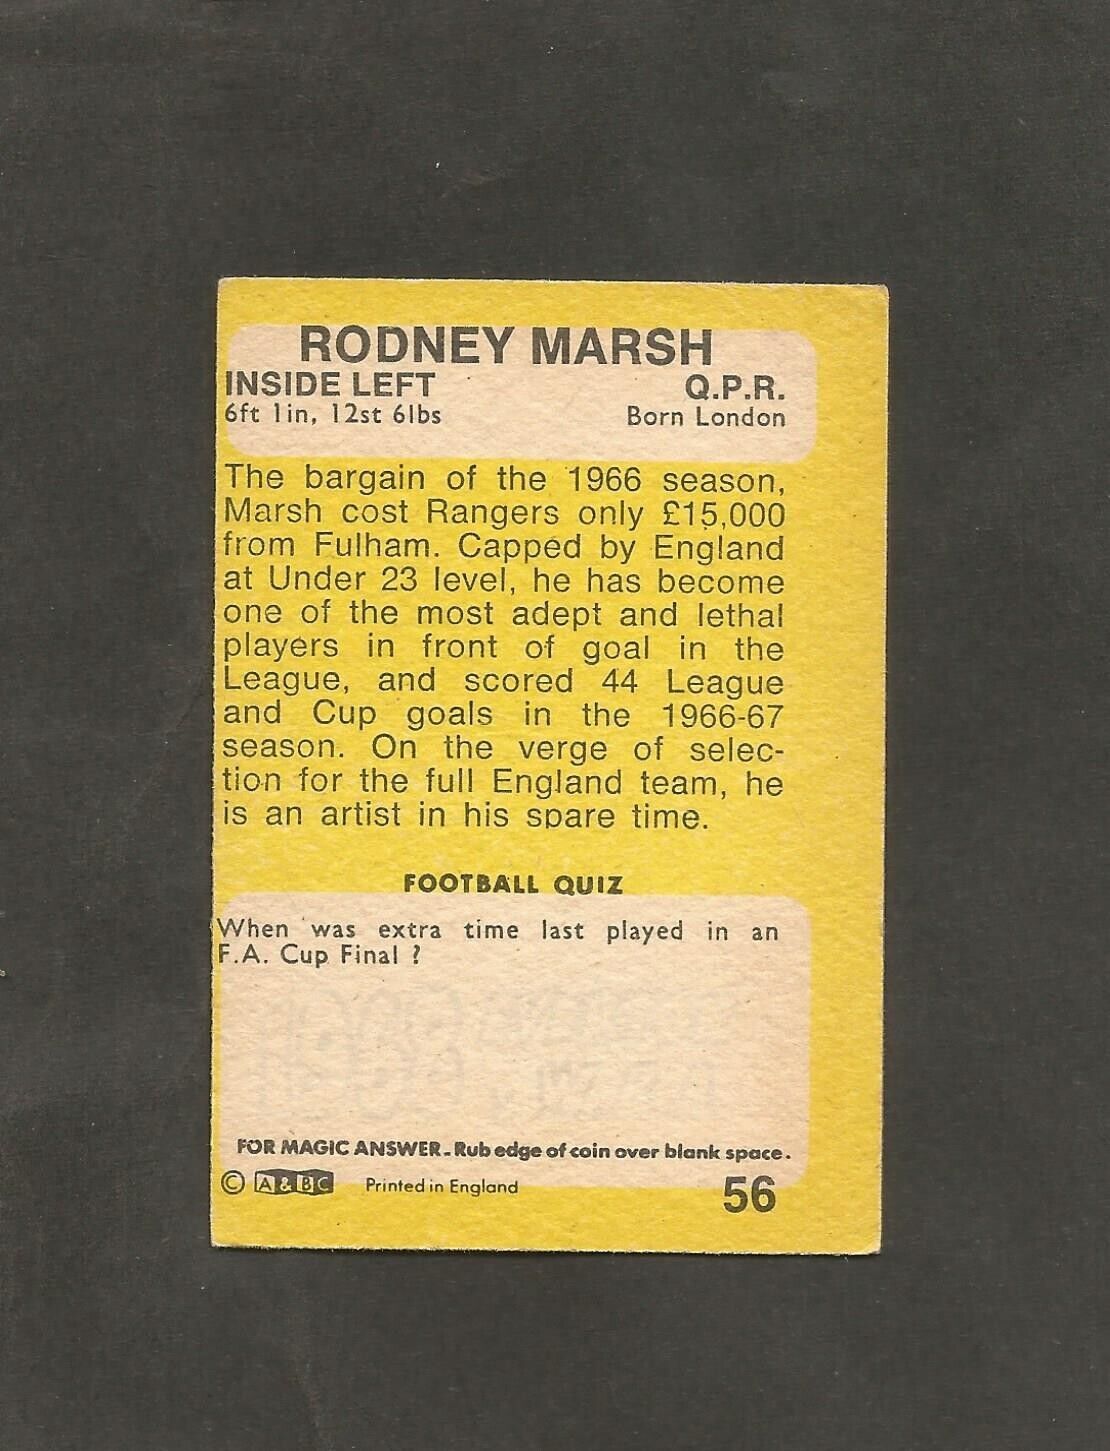 RODNEY MARSH
INSIDE LEFT Q.P.R.
6ft 1in, 12st 6lbs Born London
The bargain of the 1966 season,
Marsh cost Rangers only £15,000
from Fulham. Capped by England
at Under 23 level, he has become
one of the most adept and lethal
players in front of goal in the
League, and scored 44 League
and Cup goals in the 1966-67
season. On the verge of selec-
tion for the full England team, he
is an artist in his spare time.
FOOTBALL QUIZ
When was extra time last played in an
F.A. Cup Final ?
FOR MAGIC ANSWER - Rub edge of coin over blank space.
© A & BC Printed in England 56